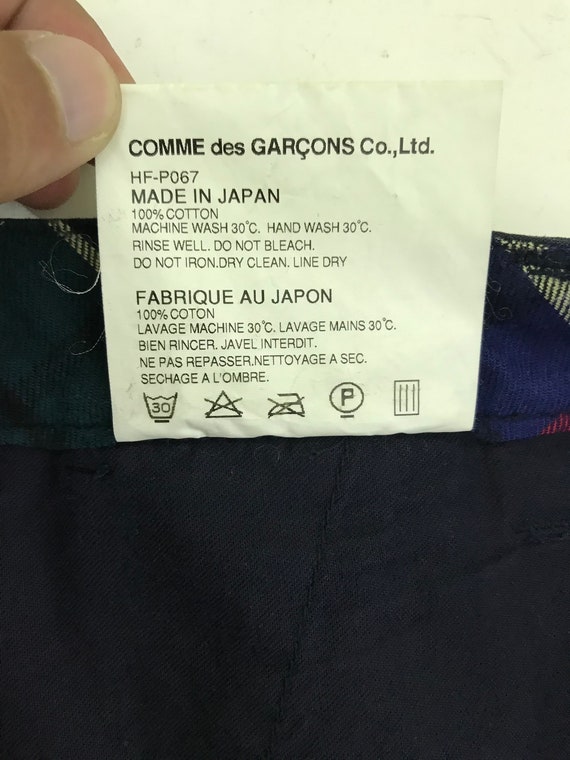 COMME des GARÇONS Co.,Ltd.
HF-P067
MADE IN JAPAN
100% COTTON
MACHINE WASH 30℃. HAND WASH 30℃.
RINSE WELL. DO NOT BLEACH.
DO NOT IRON.DRY CLEAN. LINE DRY
FABRIQUE AU JAPON
100% COTON
LAVAGE MACHINE 30℃. LAVAGE MAINS 30℃.
BIEN RINCER. JAVEL INTERDIT.
NE PAS REPASSER.NETTOYAGE A SEC.
SECHAGE A L'OMBRE.
30 P